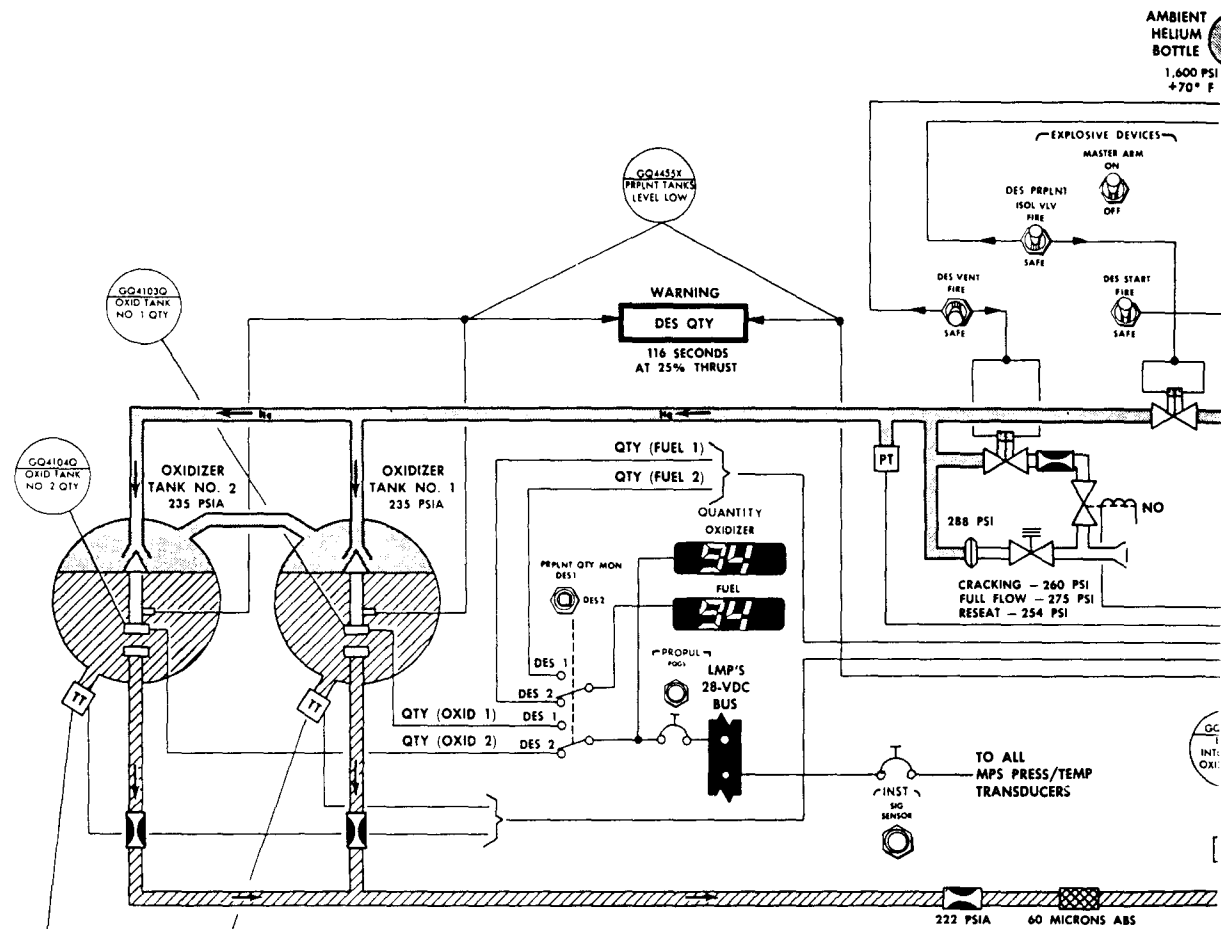 AMBIENT
HELIUM
BOTTLE
1,600 PSI
+70° F
EXPLOSIVE DEVICES
MASTER ARM
ON
OFF
DES PRPLNT
ISOL VLV
FIRE
SAFE
GQ4455X
PRPLNT TANKS
LEVEL LOW
GQ4103Q
OXID TANK
NO. 1 QTY
DES VENT
FIRE
SAFE
DES START
FIRE
SAFE
WARNING
DES QTY
116 SECONDS
AT 25% THRUST
He
He
GQ4104Q
OXID TANK
NO. 2 QTY
OXIDIZER
TANK NO. 2
235 PSIA
OXIDIZER
TANK NO. 1
235 PSIA
QTY (FUEL 1)
QTY (FUEL 2)
PT
QUANTITY
OXIDIZER
94
FUEL
94
288 PSI
NO
CRACKING – 260 PSI
FULL FLOW – 275 PSI
RESEAT – 254 PSI
PRPLNT QTY MON
DES1
DES2
TT
TT
DES 1
DES 2
DES 1
DES 2
QTY (OXID 1)
QTY (OXID 2)
PROPUL
PQGS
LMP'S
28-VDC
BUS
TO ALL
MPS PRESS/TEMP
TRANSDUCERS
INST
SIG
SENSOR
222 PSIA
60 MICRONS ABS